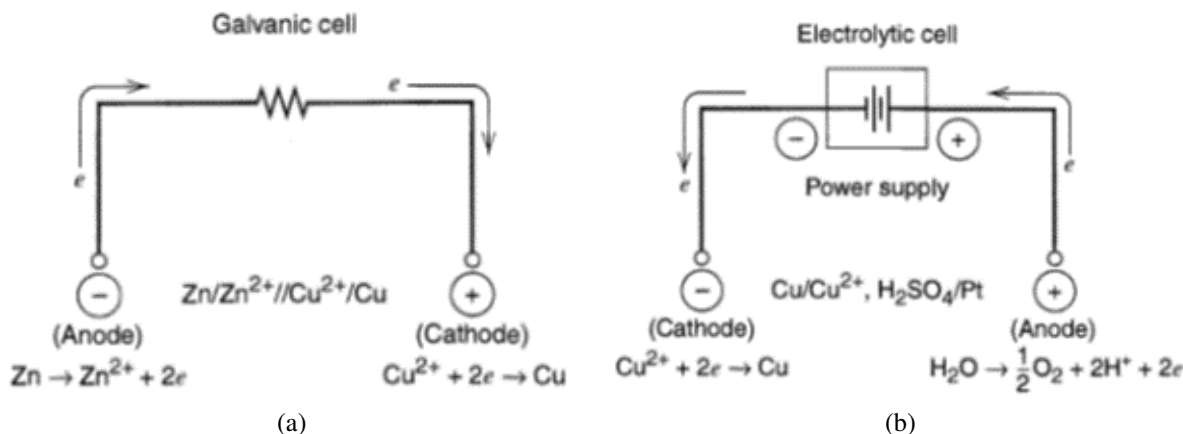 Galvanic cell
e
e
−
Zn/Zn²⁺//Cu²⁺/Cu
+
(Anode)
(Cathode)
Zn → Zn²⁺ + 2e
Cu²⁺ + 2e → Cu
(a)
Electrolytic cell
−
+
e
e
Power supply
−
Cu/Cu²⁺, H₂SO₄/Pt
+
(Cathode)
(Anode)
Cu²⁺ + 2e → Cu
H₂O → ½O₂ + 2H⁺ + 2e
(b)